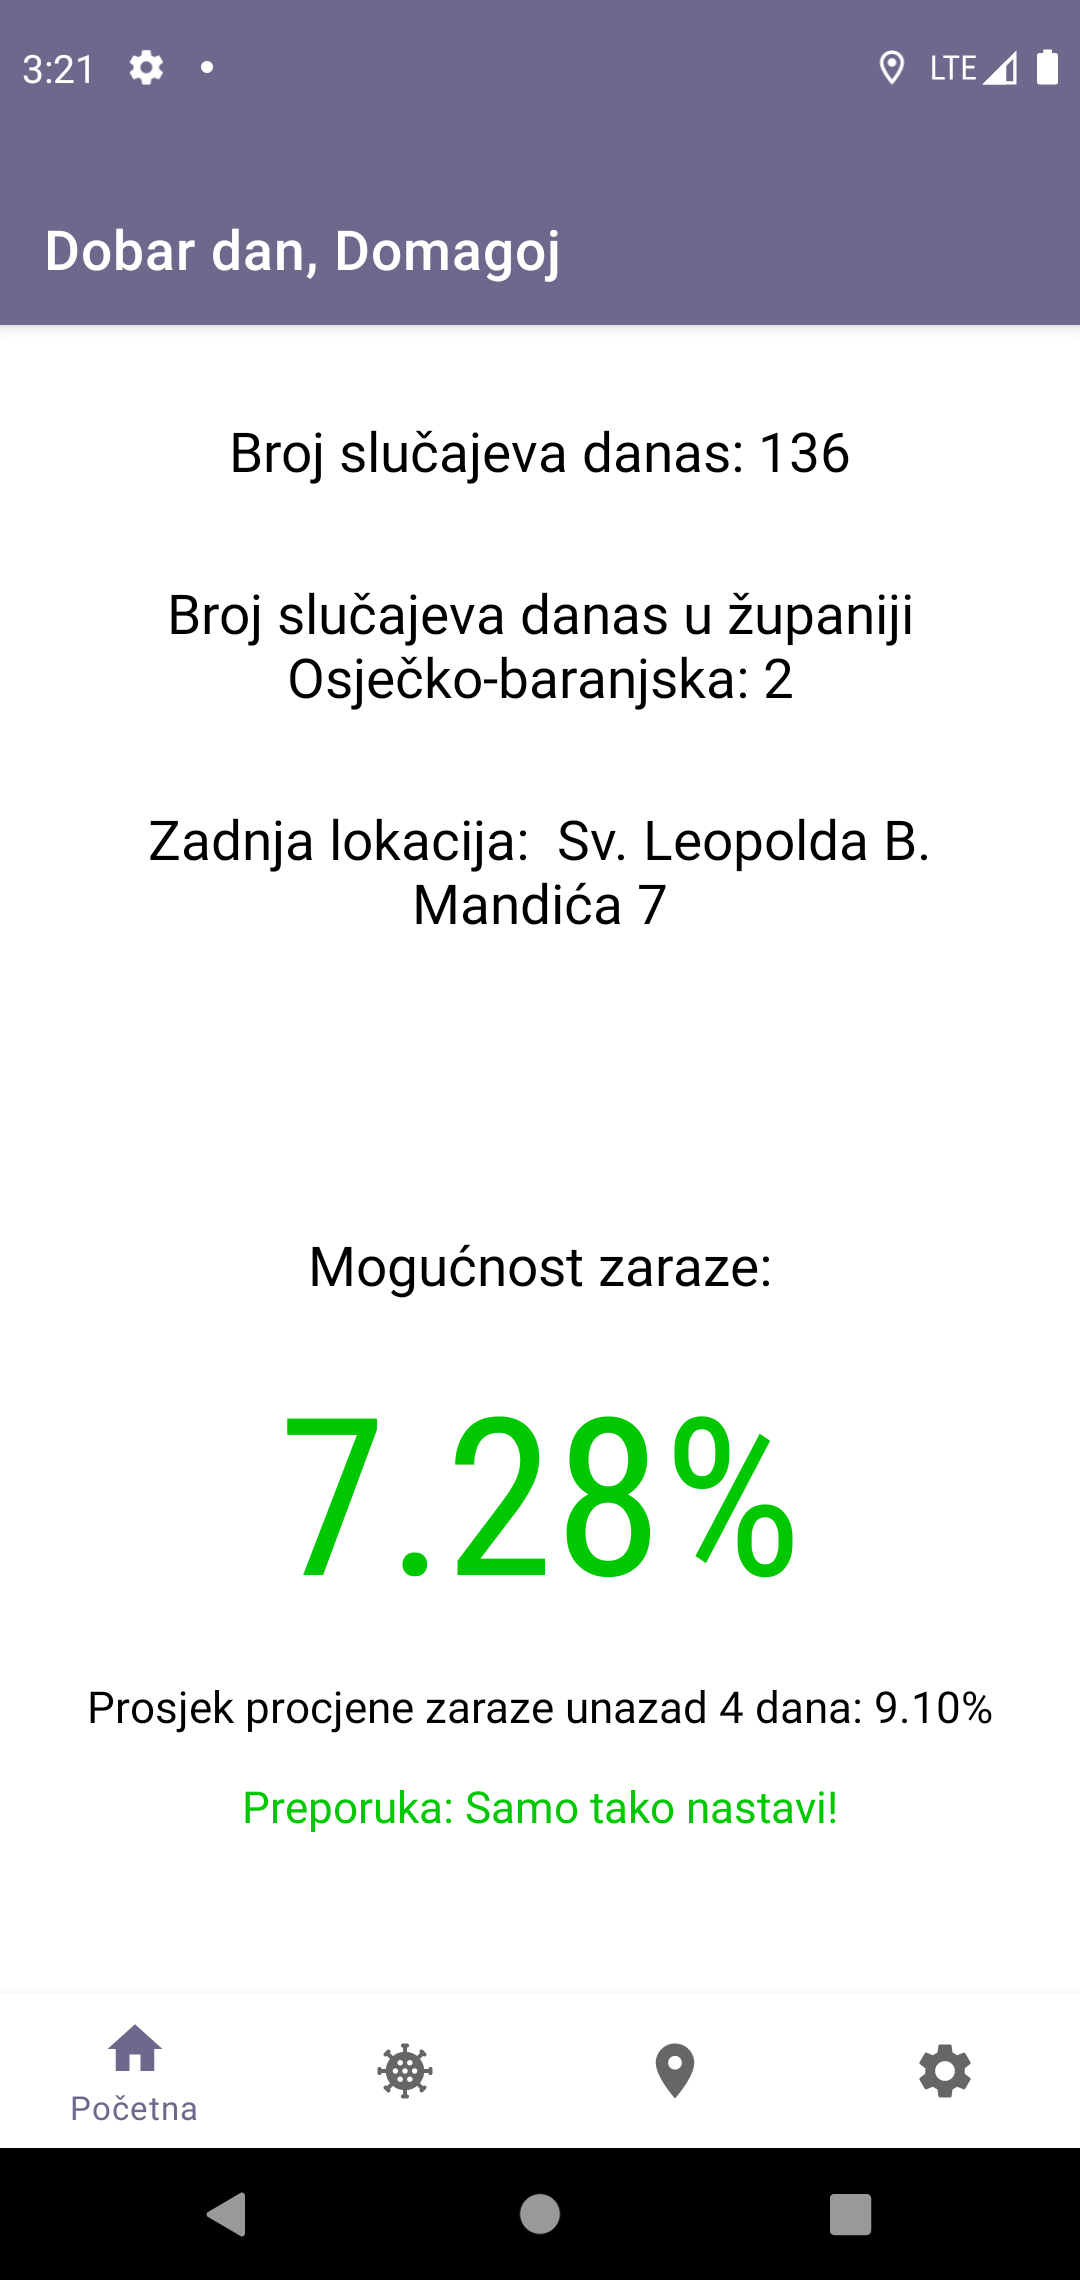 3:21
LTE
Dobar dan, Domagoj
Broj slučajeva danas: 136
Broj slučajeva danas u županiji
Osječko-baranjska: 2
Zadnja lokacija:  Sv. Leopolda B.
Mandića 7
Mogućnost zaraze:
7.28%
Prosjek procjene zaraze unazad 4 dana: 9.10%
Preporuka: Samo tako nastavi!
Početna